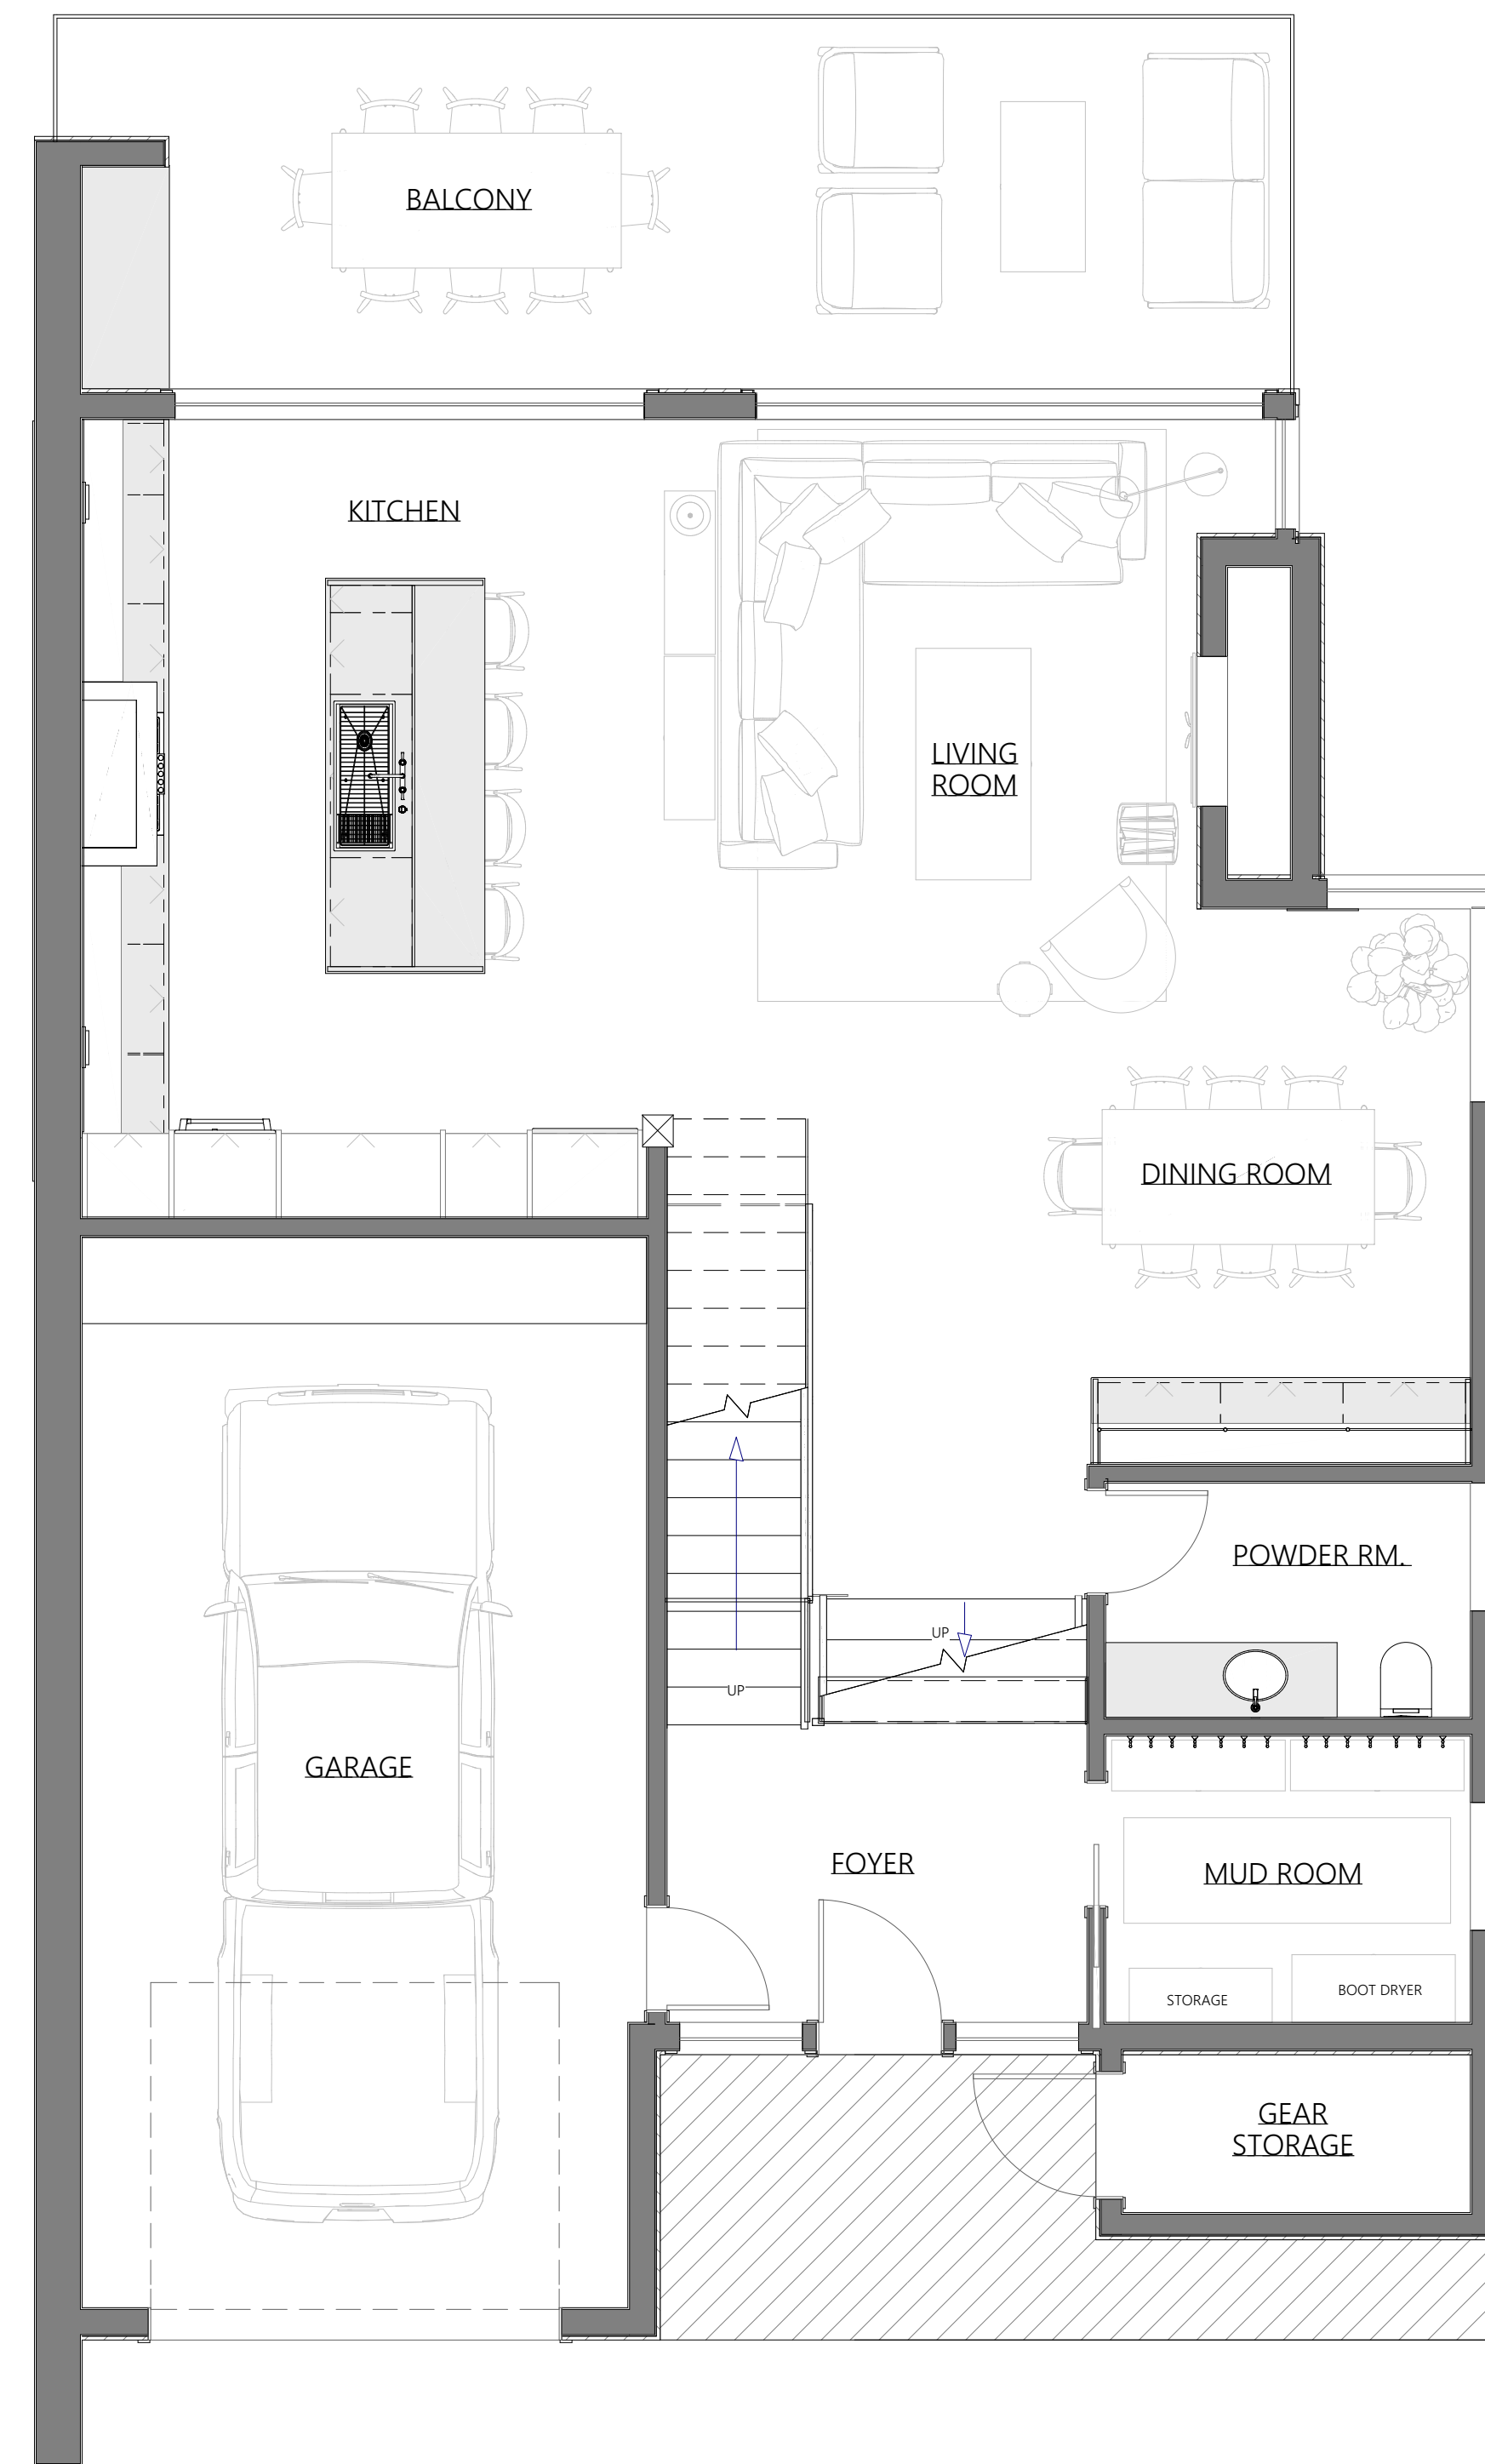 BALCONY
KITCHEN
LIVING
ROOM
DINING ROOM
POWDER RM.
UP
UP
GARAGE
FOYER
MUD ROOM
STORAGE
BOOT DRYER
GEAR
STORAGE